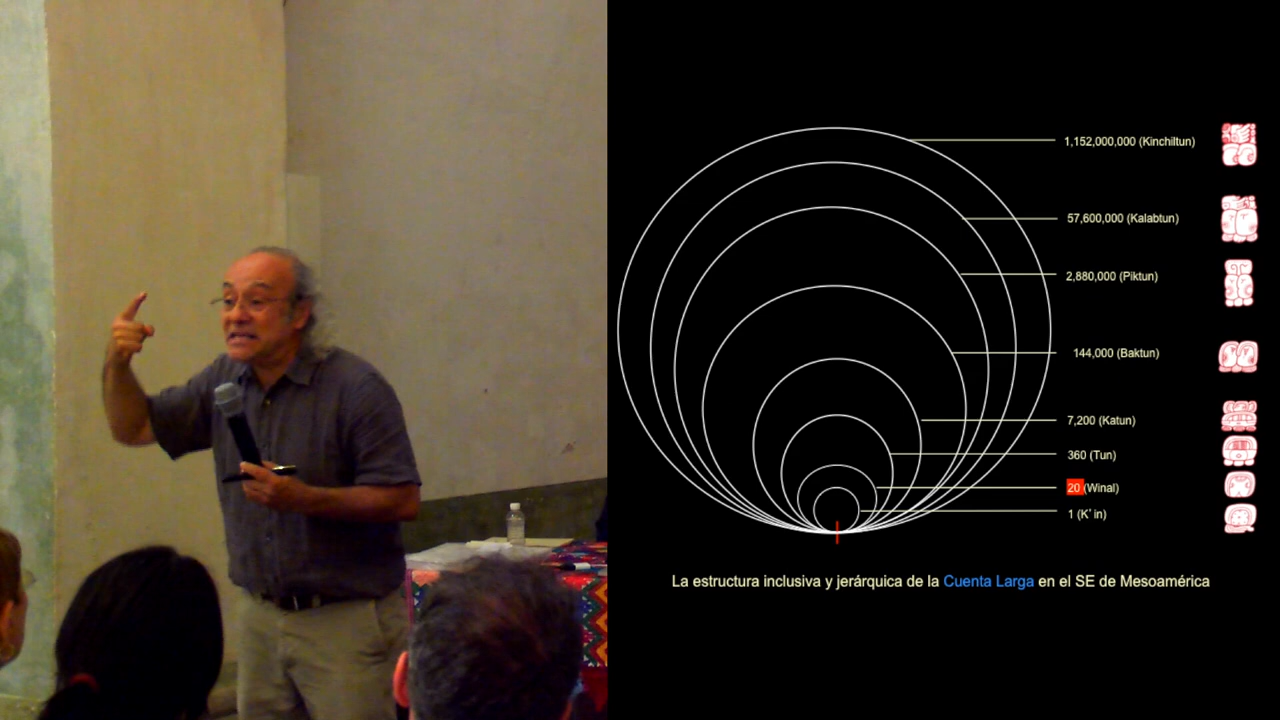 1,152,000,000 (Kinchiltun)
57,600,000 (Kalabtun)
2,880,000 (Piktun)
144,000 (Baktun)
7,200 (Katun)
360 (Tun)
20 (Winal)
1 (K' in)
La estructura inclusiva y jerárquica de la Cuenta Larga en el SE de Mesoamérica